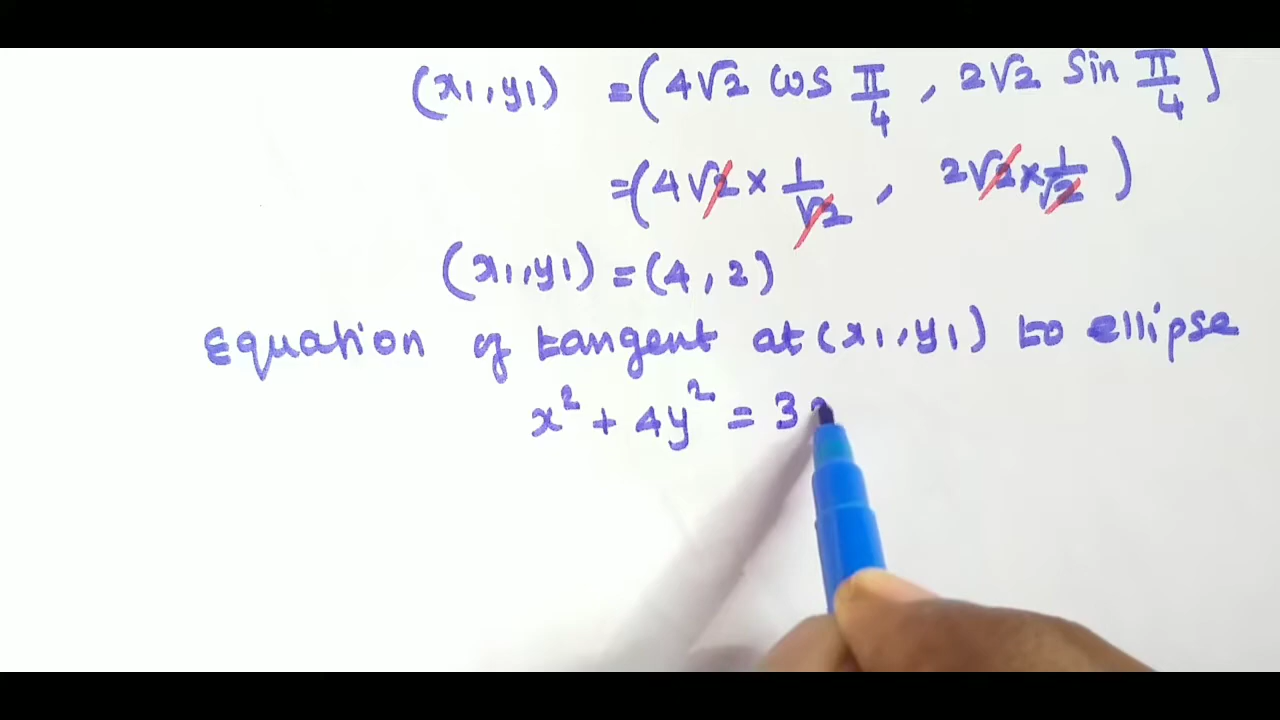 (x₁,y₁) = (4√2 cos π/4 , 2√2 sin π/4)
= (4√2 × 1/√2 , 2√2 × 1/√2)
(x₁,y₁) = (4, 2)
Equation of tangent at (x₁,y₁) to ellipse
x² + 4y² = 3